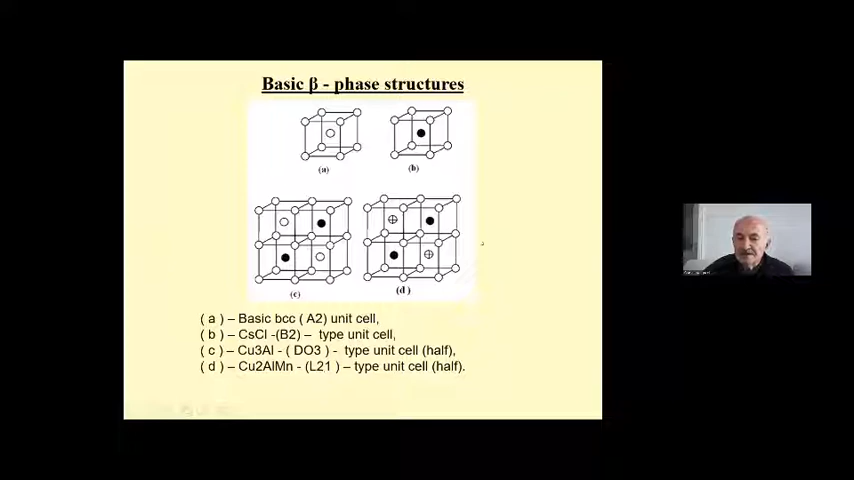 Basic β - phase structures
(a)
(b)
(c)
(d )
( a ) – Basic bcc ( A2) unit cell,
( b ) – CsCl -(B2) – type unit cell,
( c ) – Cu3Al - ( DO3 ) - type unit cell (half),
( d ) – Cu2AlMn - (L21 ) – type unit cell (half).